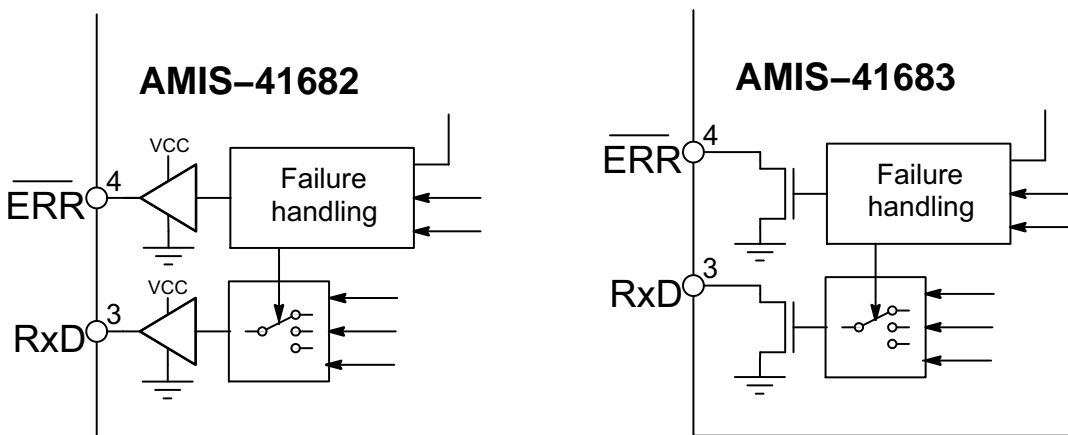 AMIS–41682
VCC
4
ERR
Failure
handling
VCC
3
RxD
AMIS–41683
4
ERR
Failure
handling
3
RxD